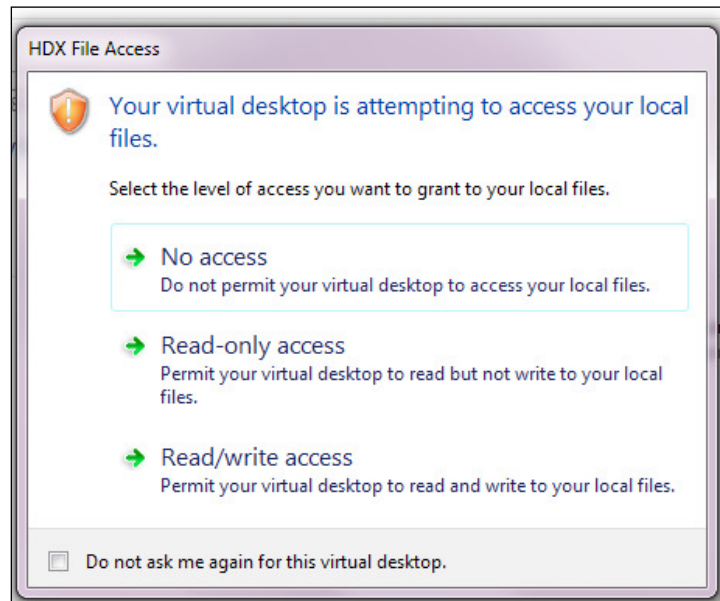 HDX File Access
Your virtual desktop is attempting to access your local
files.
Select the level of access you want to grant to your local files.
No access
Do not permit your virtual desktop to access your local files.
Read-only access
Permit your virtual desktop to read but not write to your local
files.
Read/write access
Permit your virtual desktop to read and write to your local files.
Do not ask me again for this virtual desktop.